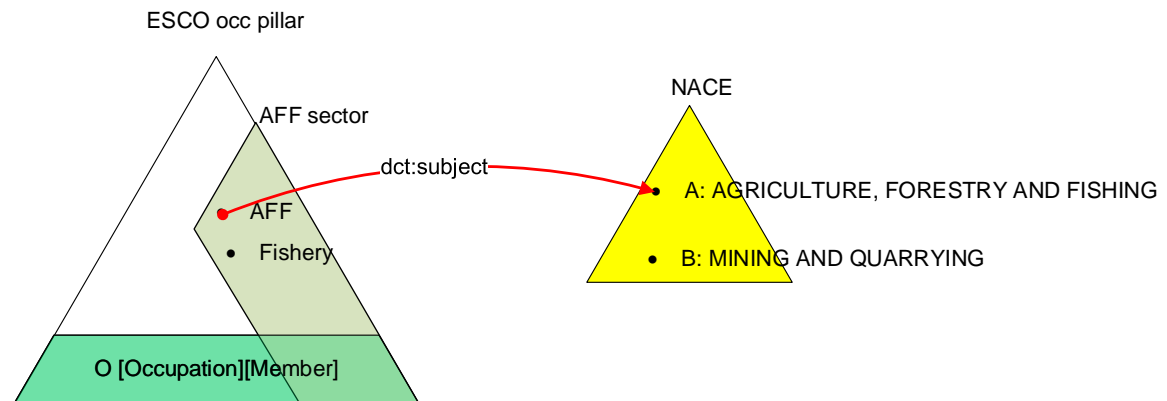 ESCO occ pillar
NACE
AFF sector
dct:subject
A: AGRICULTURE, FORESTRY AND FISHING
AFF
Fishery
B: MINING AND QUARRYING
O [Occupation][Member]